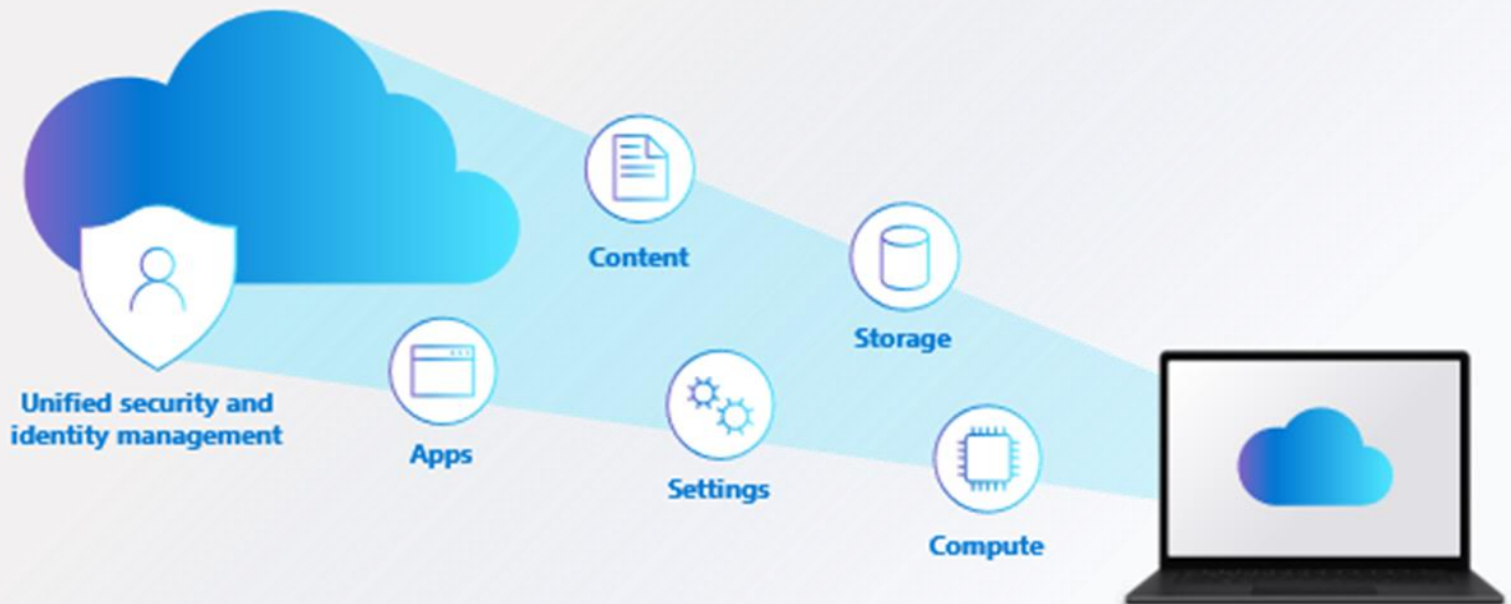 Content
Storage
Unified security and
identity management
Apps
Settings
Compute